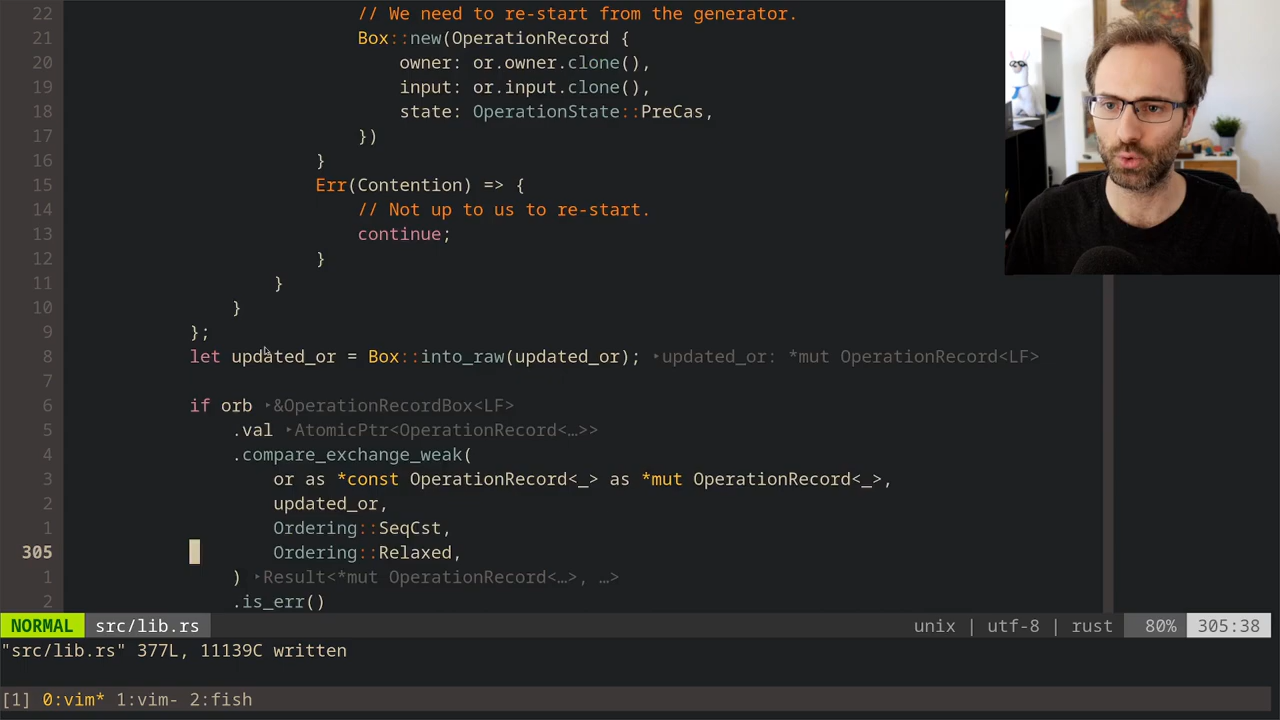 22 // We need to re-start from the generator.
21 Box::new(OperationRecord {
20 owner: or.owner.clone(),
19 input: or.input.clone(),
18 state: OperationState::PreCas,
17 })
16 }
15 Err(Contention) => {
14 // Not up to us to re-start.
13 continue;
12 }
11 }
10 }
9 };
8 let updated_or = Box::into_raw(updated_or); ‣updated_or: *mut OperationRecord<LF>
7
6 if orb ‣&OperationRecordBox<LF>
5 .val ‣AtomicPtr<OperationRecord<…>>
4 .compare_exchange_weak(
3 or as *const OperationRecord<_> as *mut OperationRecord<_>,
2 updated_or,
1 Ordering::SeqCst,
305 Ordering::Relaxed,
1 ) ‣Result<*mut OperationRecord<…>, …>
2 .is_err()
NORMAL src/lib.rs unix | utf-8 | rust 80% 305:38
"src/lib.rs" 377L, 11139C written
[1] 0:vim* 1:vim- 2:fish